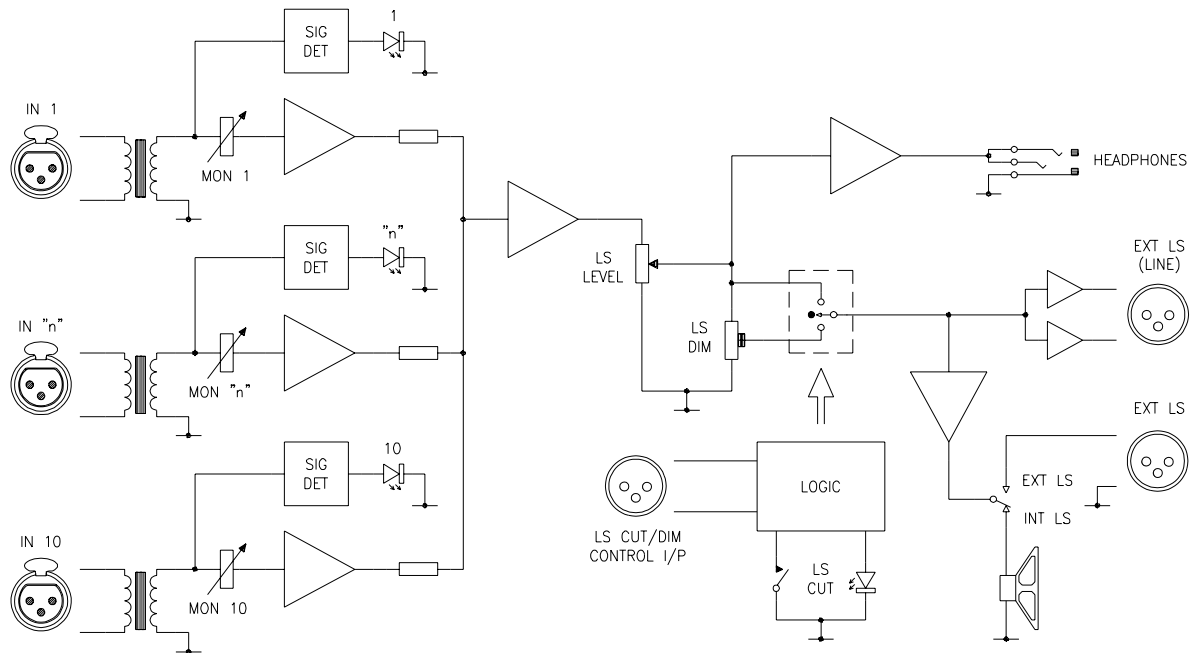 1
SIG
DET
IN 1
MON 1
HEADPHONES
"n"
SIG
DET
LS
LEVEL
EXT LS
(LINE)
IN "n"
MON "n"
LS
DIM
10
SIG
DET
EXT LS
LOGIC
EXT LS
INT LS
LS CUT/DIM
CONTROL I/P
LS
CUT
IN 10
MON 10